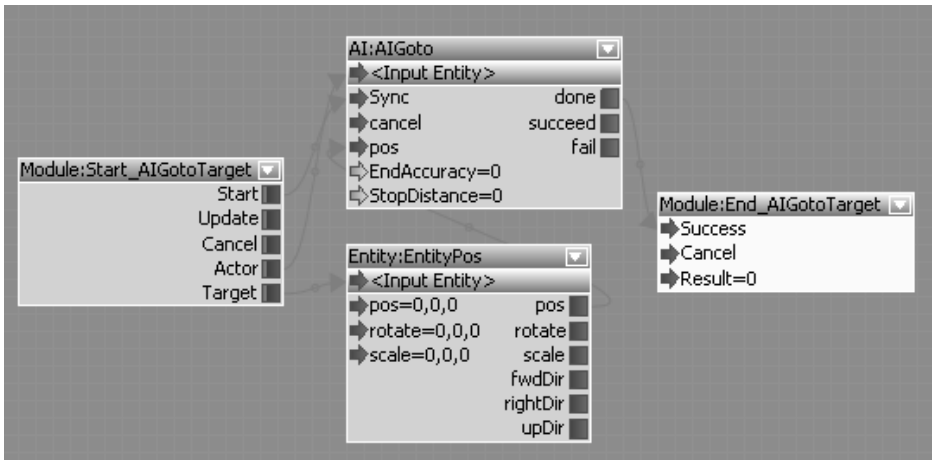 Module:Start_AIGotoTarget
Start
Update
Cancel
Actor
Target
AI:AIGoto
<Input Entity>
Sync done
cancel succeed
pos fail
EndAccuracy=0
StopDistance=0
Entity:EntityPos
<Input Entity>
pos=0,0,0 pos
rotate=0,0,0 rotate
scale=0,0,0 scale
fwdDir
rightDir
upDir
Module:End_AIGotoTarget
Success
Cancel
Result=0